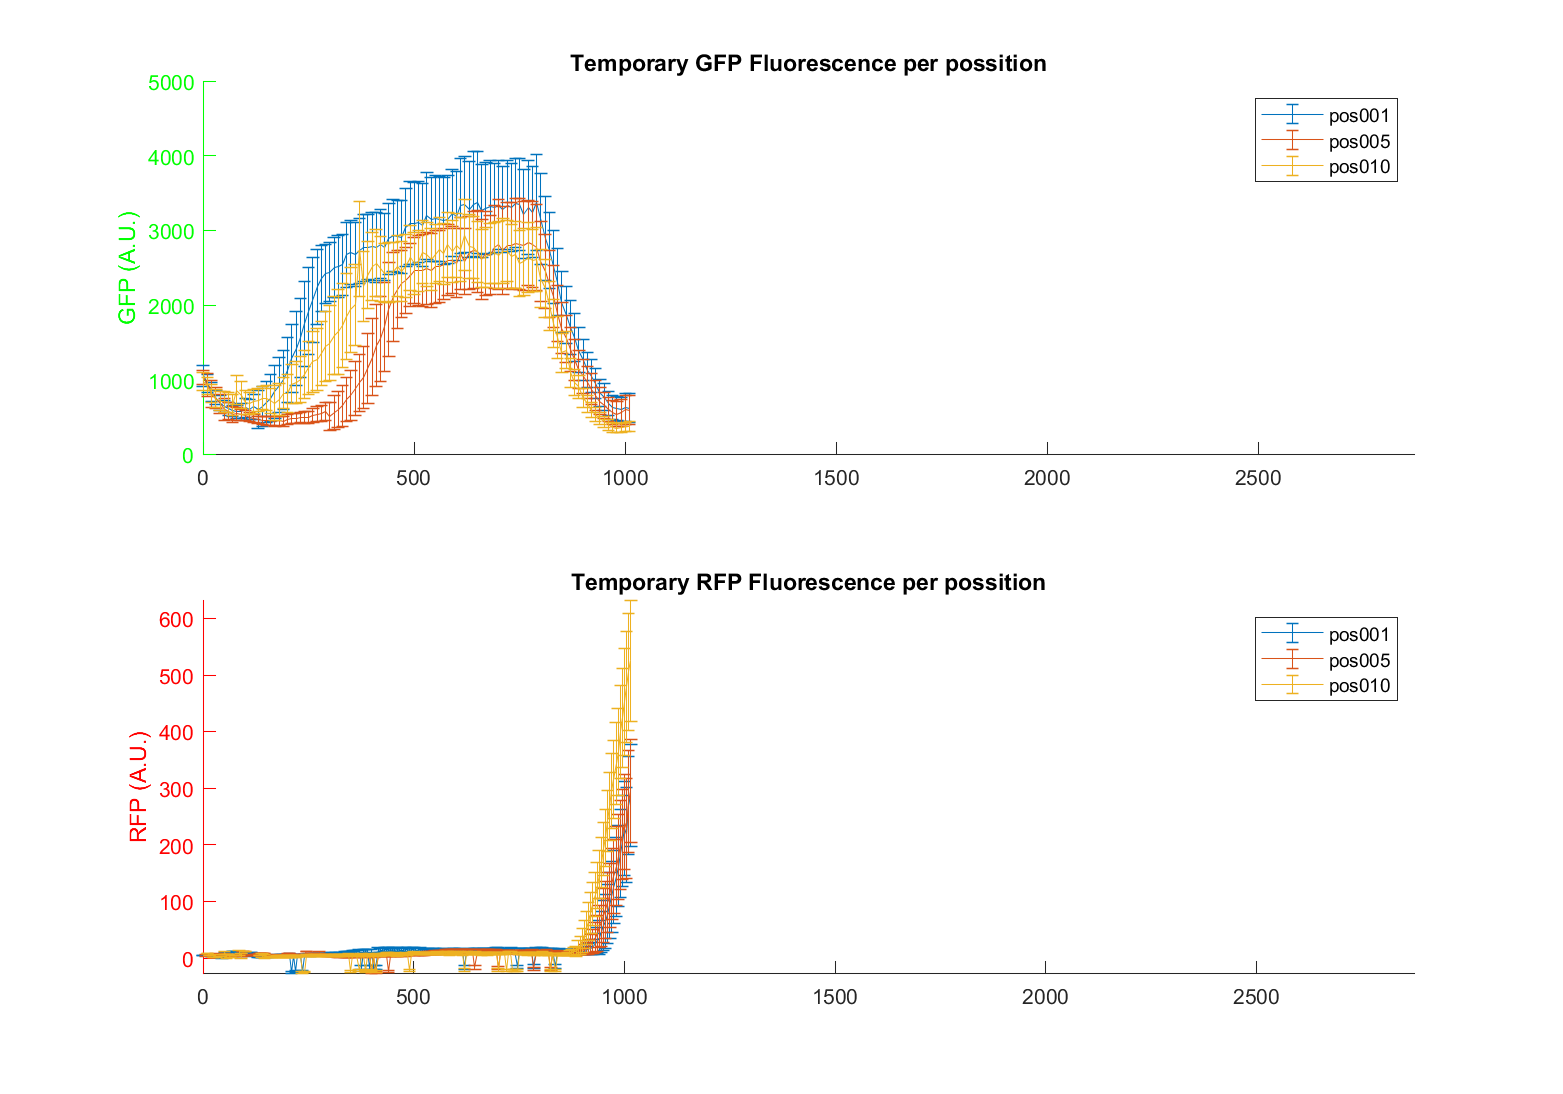 Temporary GFP Fluorescence per possition
5000
4000
3000
2000
1000
0
GFP (A.U.)
0 500 1000 1500 2000 2500
pos001
pos005
pos010
Temporary RFP Fluorescence per possition
600
500
400
300
200
100
0
RFP (A.U.)
0 500 1000 1500 2000 2500
pos001
pos005
pos010